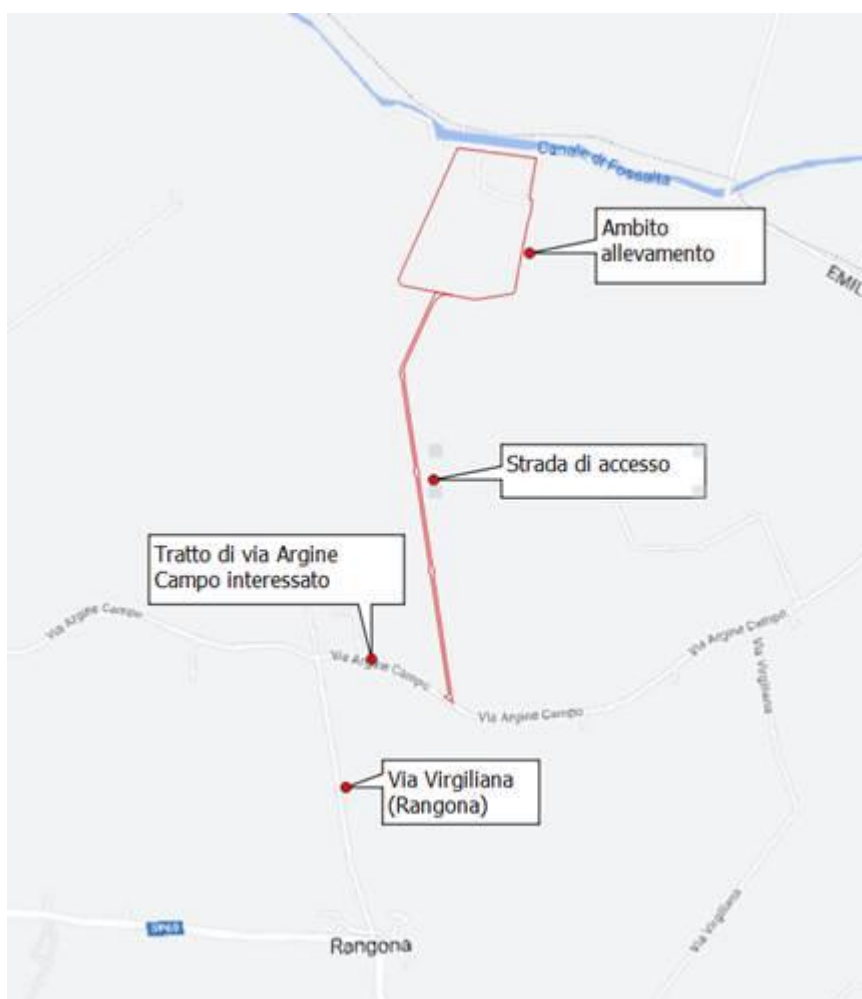 Canale di Fossalta
Ambito
allevamento
EMIL
Strada di accesso
Tratto di via Argine
Campo interessato
Via Argine Campo
Via Argine Campo
Via Argine Campo
Via Virgiliana
Via Argine Campo
Via Virgiliana
(Rangona)
Via Virgiliana
SP69
Rangona